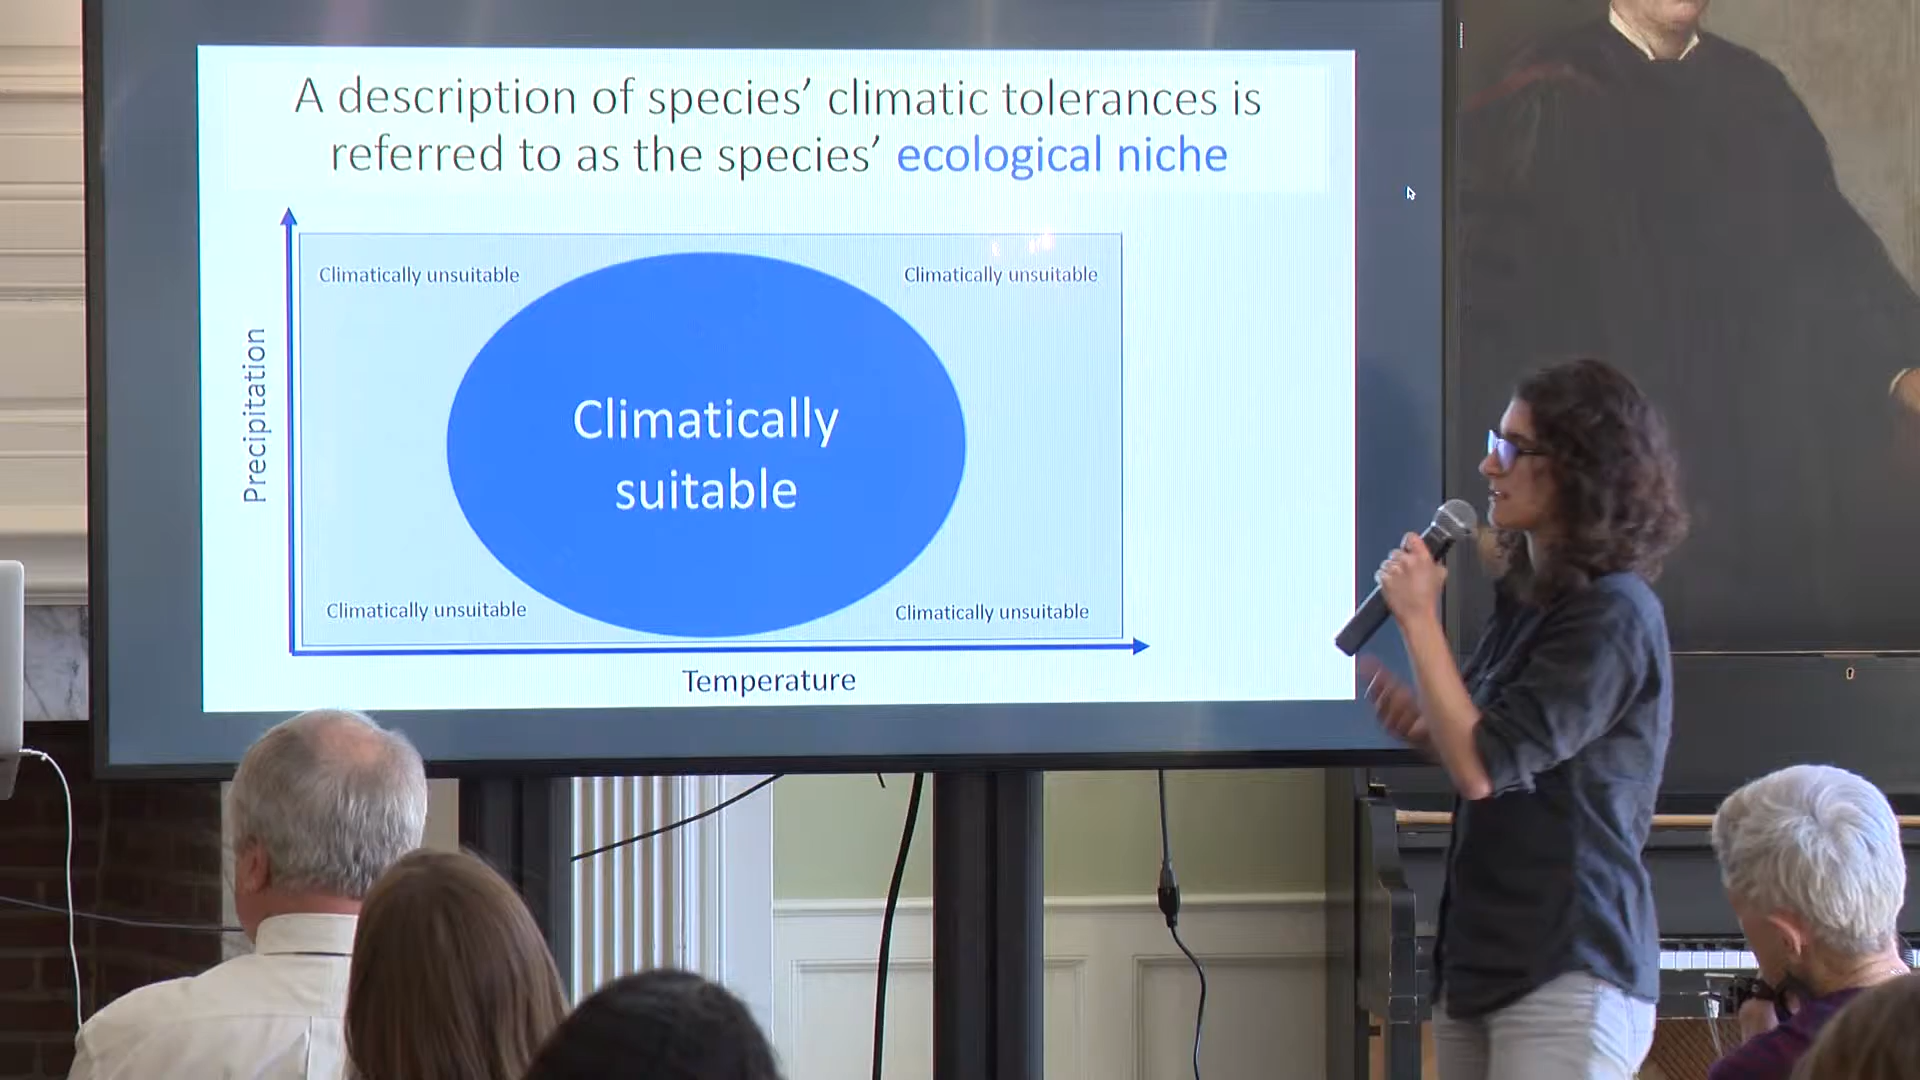 A description of species’ climatic tolerances is
referred to as the species’ ecological niche
Climatically unsuitable
Climatically unsuitable
Precipitation
Climatically
suitable
Climatically unsuitable
Climatically unsuitable
Temperature